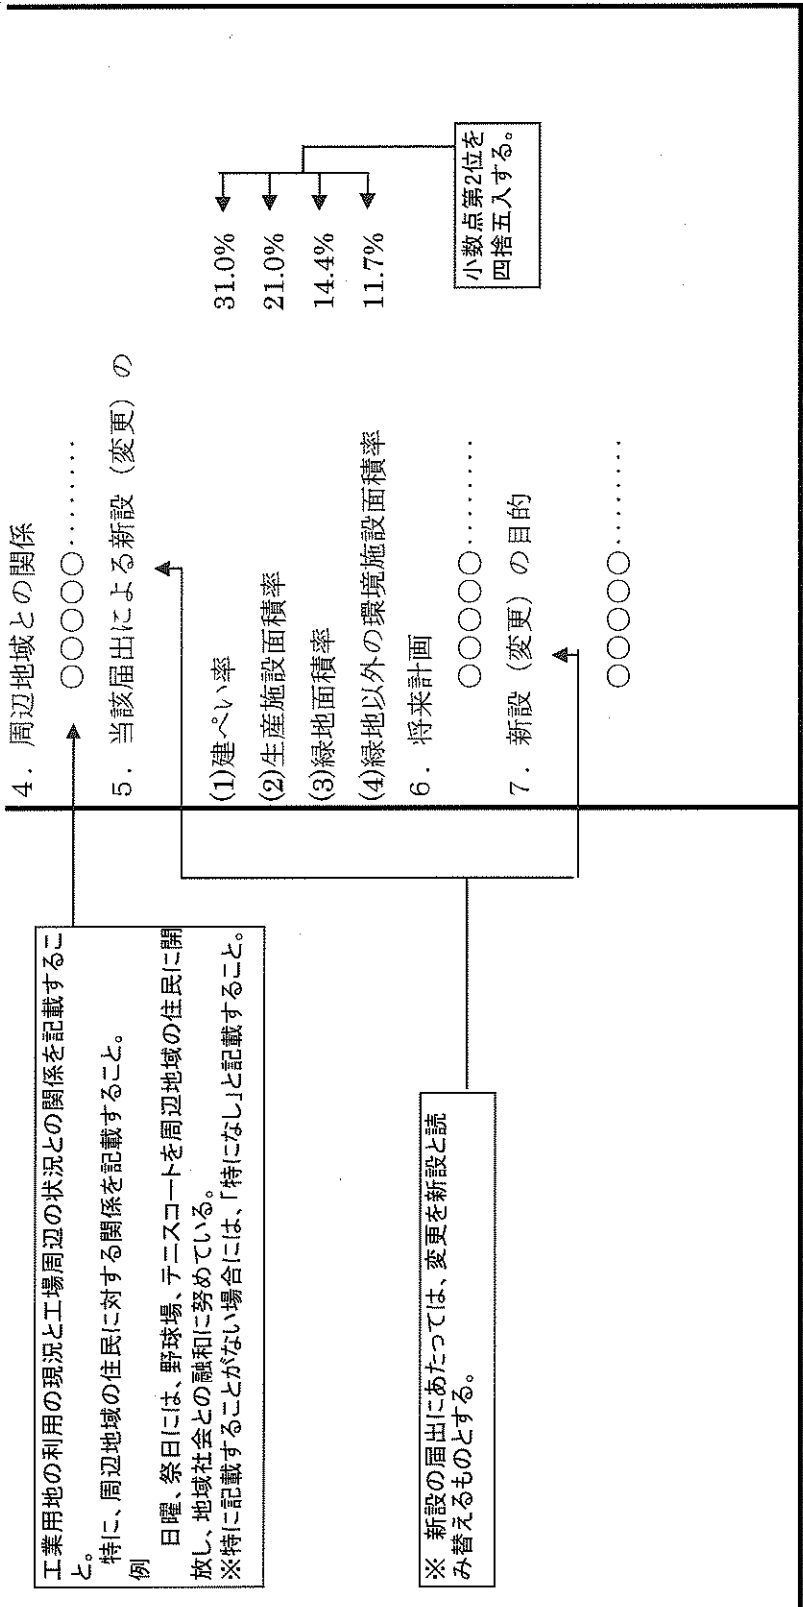 工業用地の利用の現況と工場周辺の状況との関係を記載するこ
と。
特に、周辺地域の住民に対する関係を記載すること。
例
日曜、祭日には、野球場、テニスコートを周辺地域の住民に開
放し、地域社会との融和に努めている。
※特に記載することがない場合には、「特になし」と記載すること。
※ 新設の届出にあたっては、変更を新設と読
み替えるものとする。
4．周辺地域との関係
○○○○○………
5．当該届出による新設（変更）の
(1)建ぺい率 31.0%
(2)生産施設面積率 21.0%
(3)緑地面積率 14.4%
(4)緑地以外の環境施設面積率 11.7%
小数点第2位を
四捨五入する。
6．将来計画
○○○○○………
7．新設（変更）の目的
○○○○○………